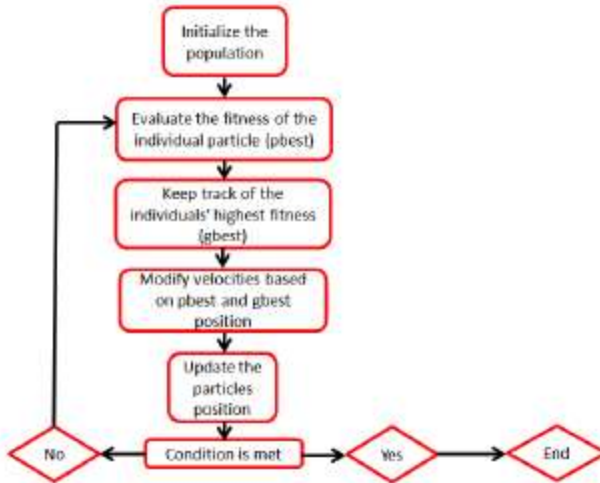 Initialize the
population
Evaluate the fitness of the
individual particle (pbest)
Keep track of the
individuals' highest fitness
(gbest)
Modify velocities based
on pbest and gbest
position
Update the
particles
position
No
Condition is met
Yes
End